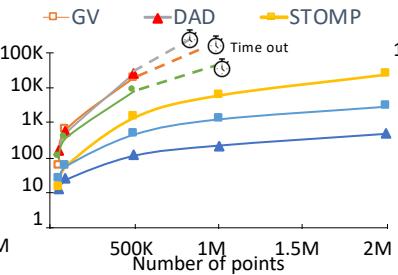 GV DAD STOMP
100K
1
Time out
10K
1K
100
10
1
M 500K 1M 1.5M 2M
Number of points